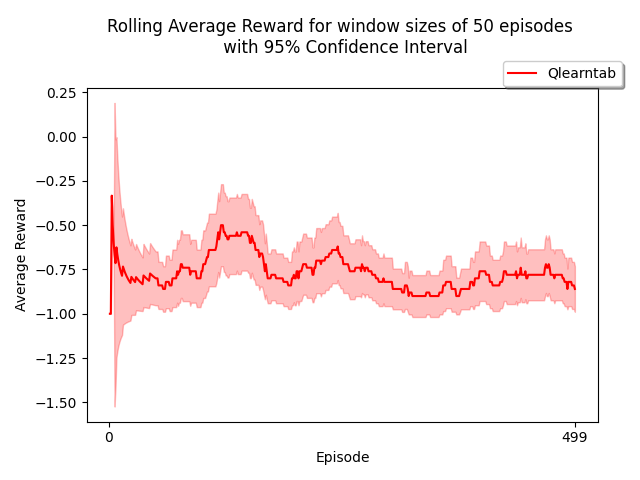 Rolling Average Reward for window sizes of 50 episodes
with 95% Confidence Interval
Qlearntab
0.25
0.00
−0.25
−0.50
−0.75
−1.00
−1.25
−1.50
Average Reward
0
499
Episode